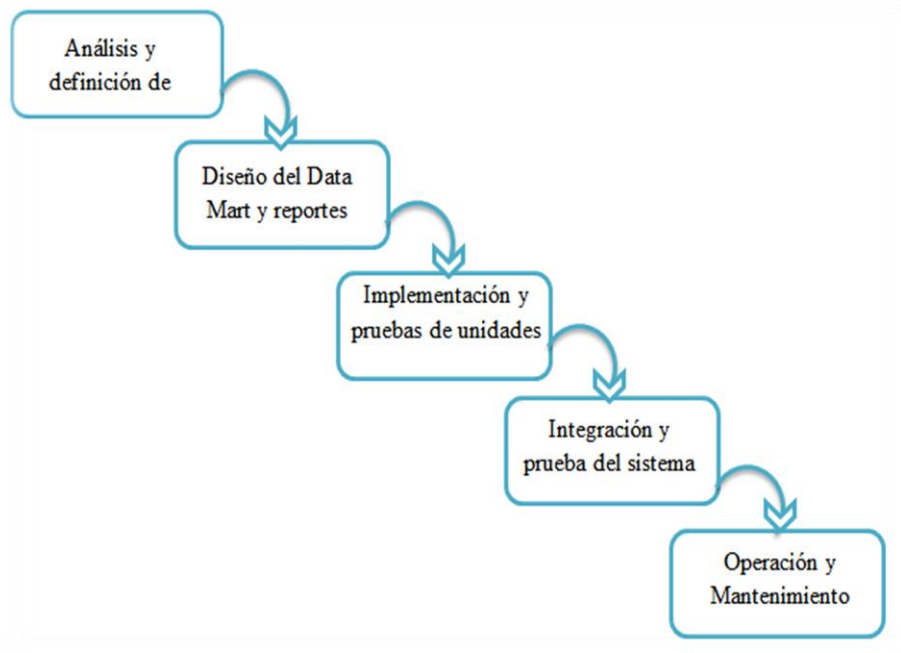 Análisis y
definición de
Diseño del Data
Mart y reportes
Implementación y
pruebas de unidades
Integración y
prueba del sistema
Operación y
Mantenimiento